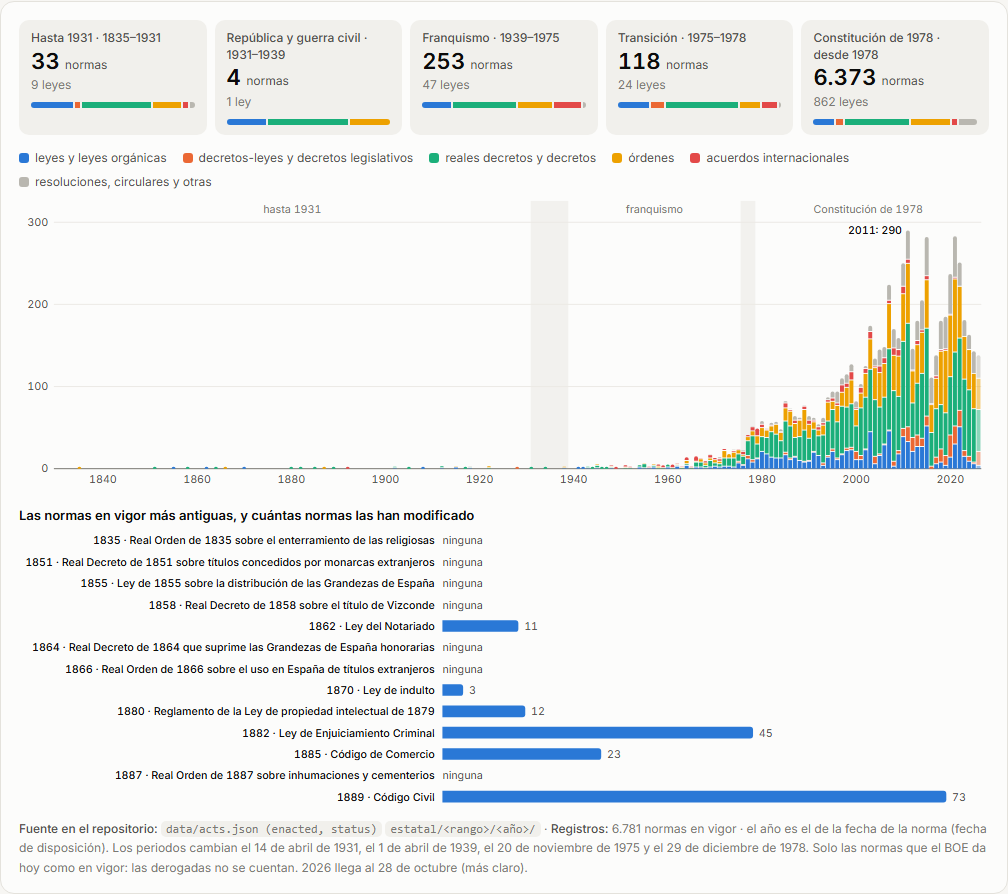 Hasta 1931 · 1835–1931
33 normas
9 leyes
República y guerra civil ·
1931–1939
4 normas
1 ley
Franquismo · 1939–1975
253 normas
47 leyes
Transición · 1975–1978
118 normas
24 leyes
Constitución de 1978 ·
desde 1978
6.373 normas
862 leyes
leyes y leyes orgánicas
decretos-leyes y decretos legislativos
reales decretos y decretos
órdenes
acuerdos internacionales
resoluciones, circulares y otras
hasta 1931
franquismo
Constitución de 1978
300
2011: 290
200
100
0
1840
1860
1880
1900
1920
1940
1960
1980
2000
2020
Las normas en vigor más antiguas, y cuántas normas las han modificado
1835 · Real Orden de 1835 sobre el enterramiento de las religiosas ninguna
1851 · Real Decreto de 1851 sobre títulos concedidos por monarcas extranjeros ninguna
1855 · Ley de 1855 sobre la distribución de las Grandezas de España ninguna
1858 · Real Decreto de 1858 sobre el título de Vizconde ninguna
1862 · Ley del Notariado 11
1864 · Real Decreto de 1864 que suprime las Grandezas de España honorarias ninguna
1866 · Real Orden de 1866 sobre el uso en España de títulos extranjeros ninguna
1870 · Ley de indulto 3
1880 · Reglamento de la Ley de propiedad intelectual de 1879 12
1882 · Ley de Enjuiciamiento Criminal 45
1885 · Código de Comercio 23
1887 · Real Orden de 1887 sobre inhumaciones y cementerios ninguna
1889 · Código Civil 73
Fuente en el repositorio: data/acts.json (enacted, status) estatal/<rango>/<año>/ · Registros: 6.781 normas en vigor · el año es el de la fecha de la norma (fecha
de disposición). Los periodos cambian el 14 de abril de 1931, el 1 de abril de 1939, el 20 de noviembre de 1975 y el 29 de diciembre de 1978. Solo las normas que el BOE da
hoy como en vigor: las derogadas no se cuentan. 2026 llega al 28 de octubre (más claro).